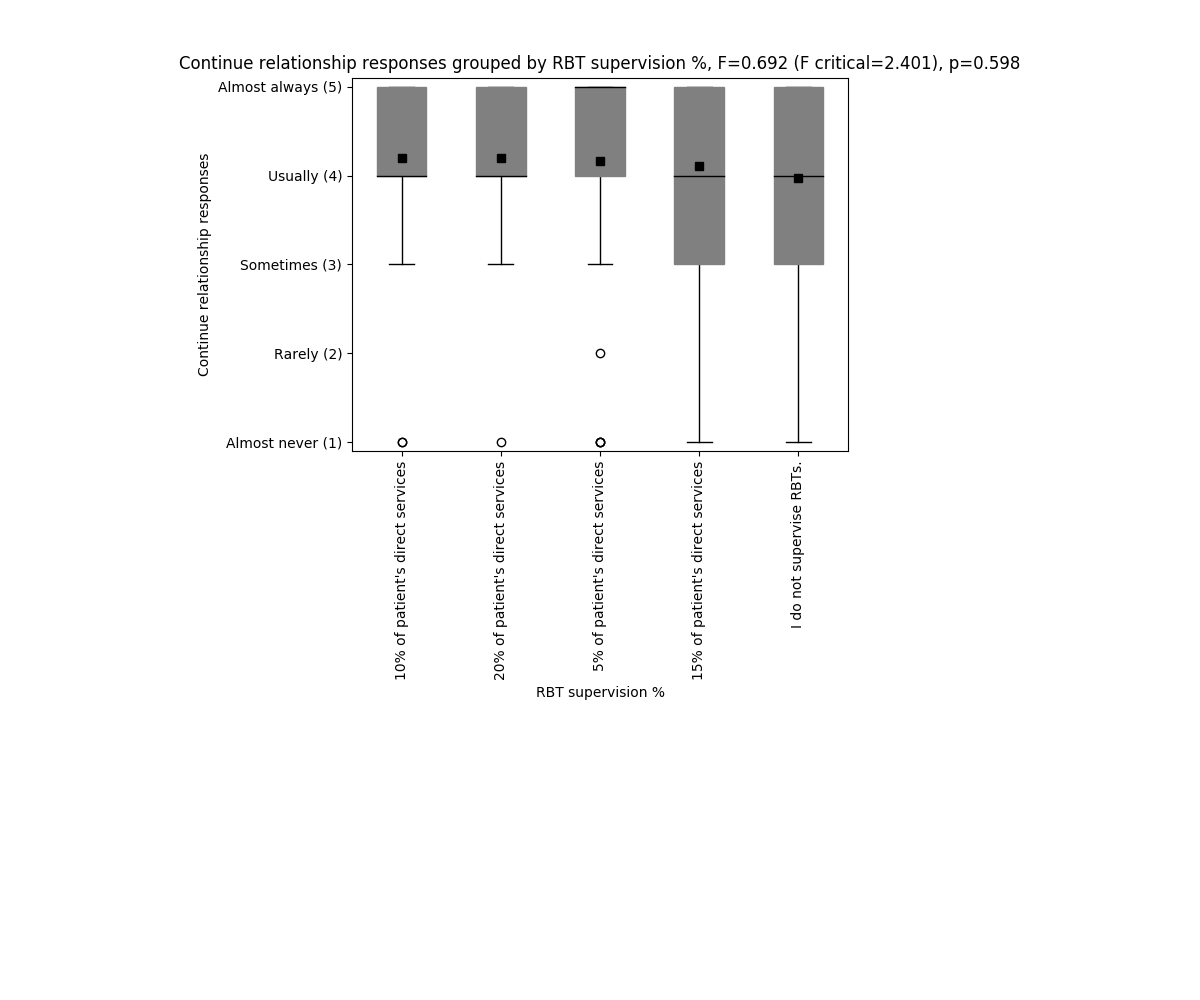 Continue relationship responses grouped by RBT supervision %, F=0.692 (F critical=2.401), p=0.598
Almost always (5)
Usually (4)
Sometimes (3)
Rarely (2)
Almost never (1)
Continue relationship responses
10% of patient's direct services
20% of patient's direct services
5% of patient's direct services
15% of patient's direct services
I do not supervise RBTs.
RBT supervision %